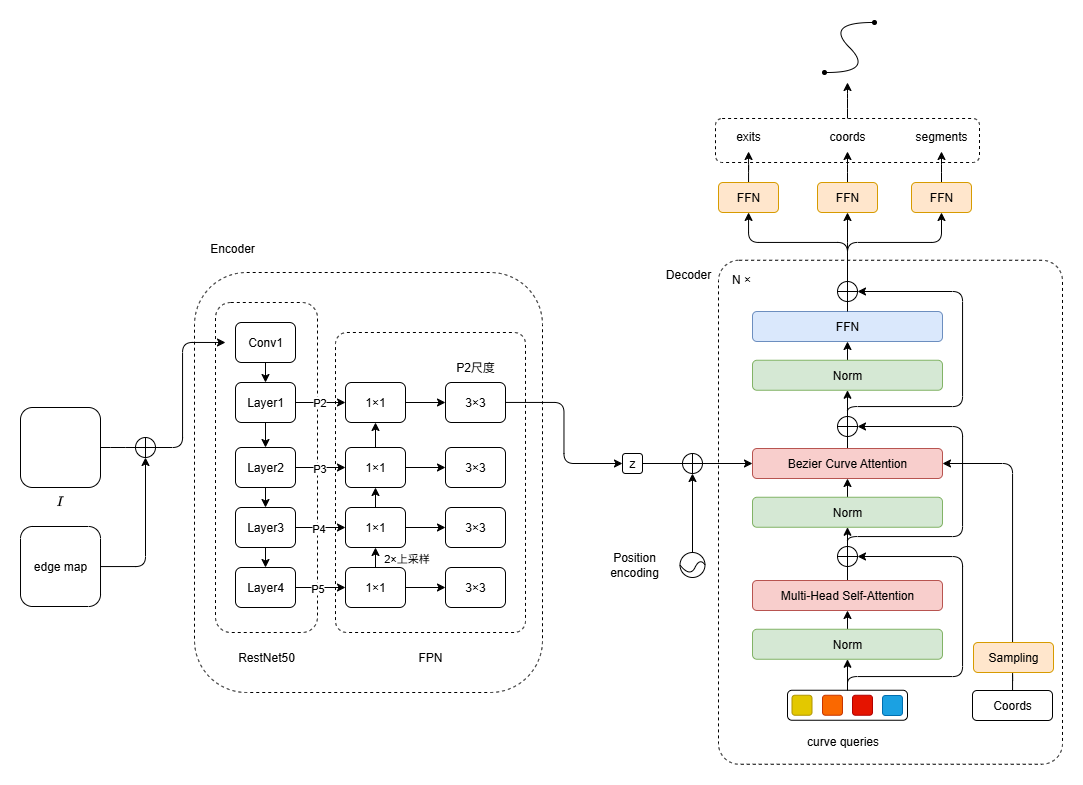 exits
coords
segments
FFN
FFN
FFN
Encoder
Decoder
N ×
Conv1
FFN
P2尺度
Norm
Layer1
P2
1×1
3×3
Layer2
P3
1×1
3×3
z
Bezier Curve Attention
I
Norm
Layer3
P4
1×1
3×3
2×上采样
edge map
Position
encoding
Layer4
P5
1×1
3×3
Multi-Head Self-Attention
Norm
Sampling
RestNet50
FPN
Coords
curve queries